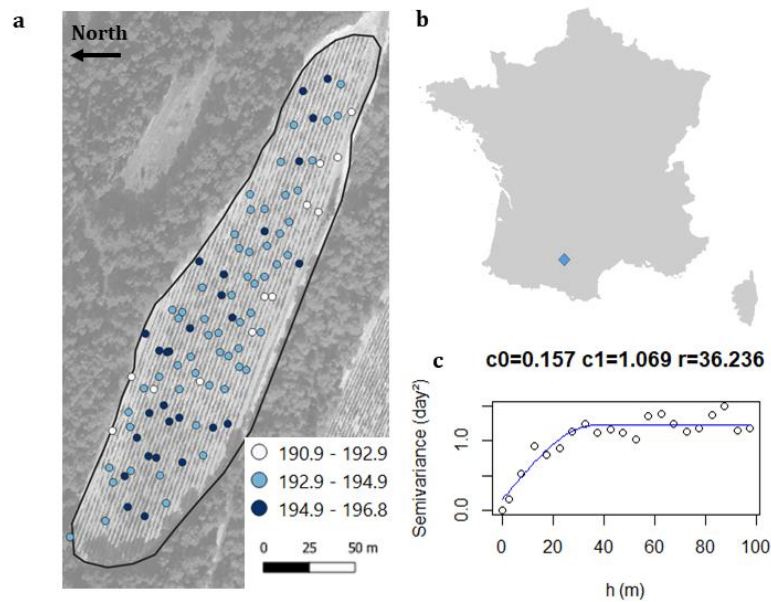 a
North
190.9 - 192.9
192.9 - 194.9
194.9 - 196.8
0 25 50 m
b
c
c0=0.157 c1=1.069 r=36.236
Semivariance (day²)
0.0 1.0
0 20 40 60 80 100
h (m)